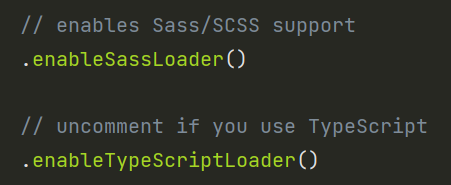 // enables Sass/SCSS support
.enableSassLoader()
// uncomment if you use TypeScript
.enableTypeScriptLoader()